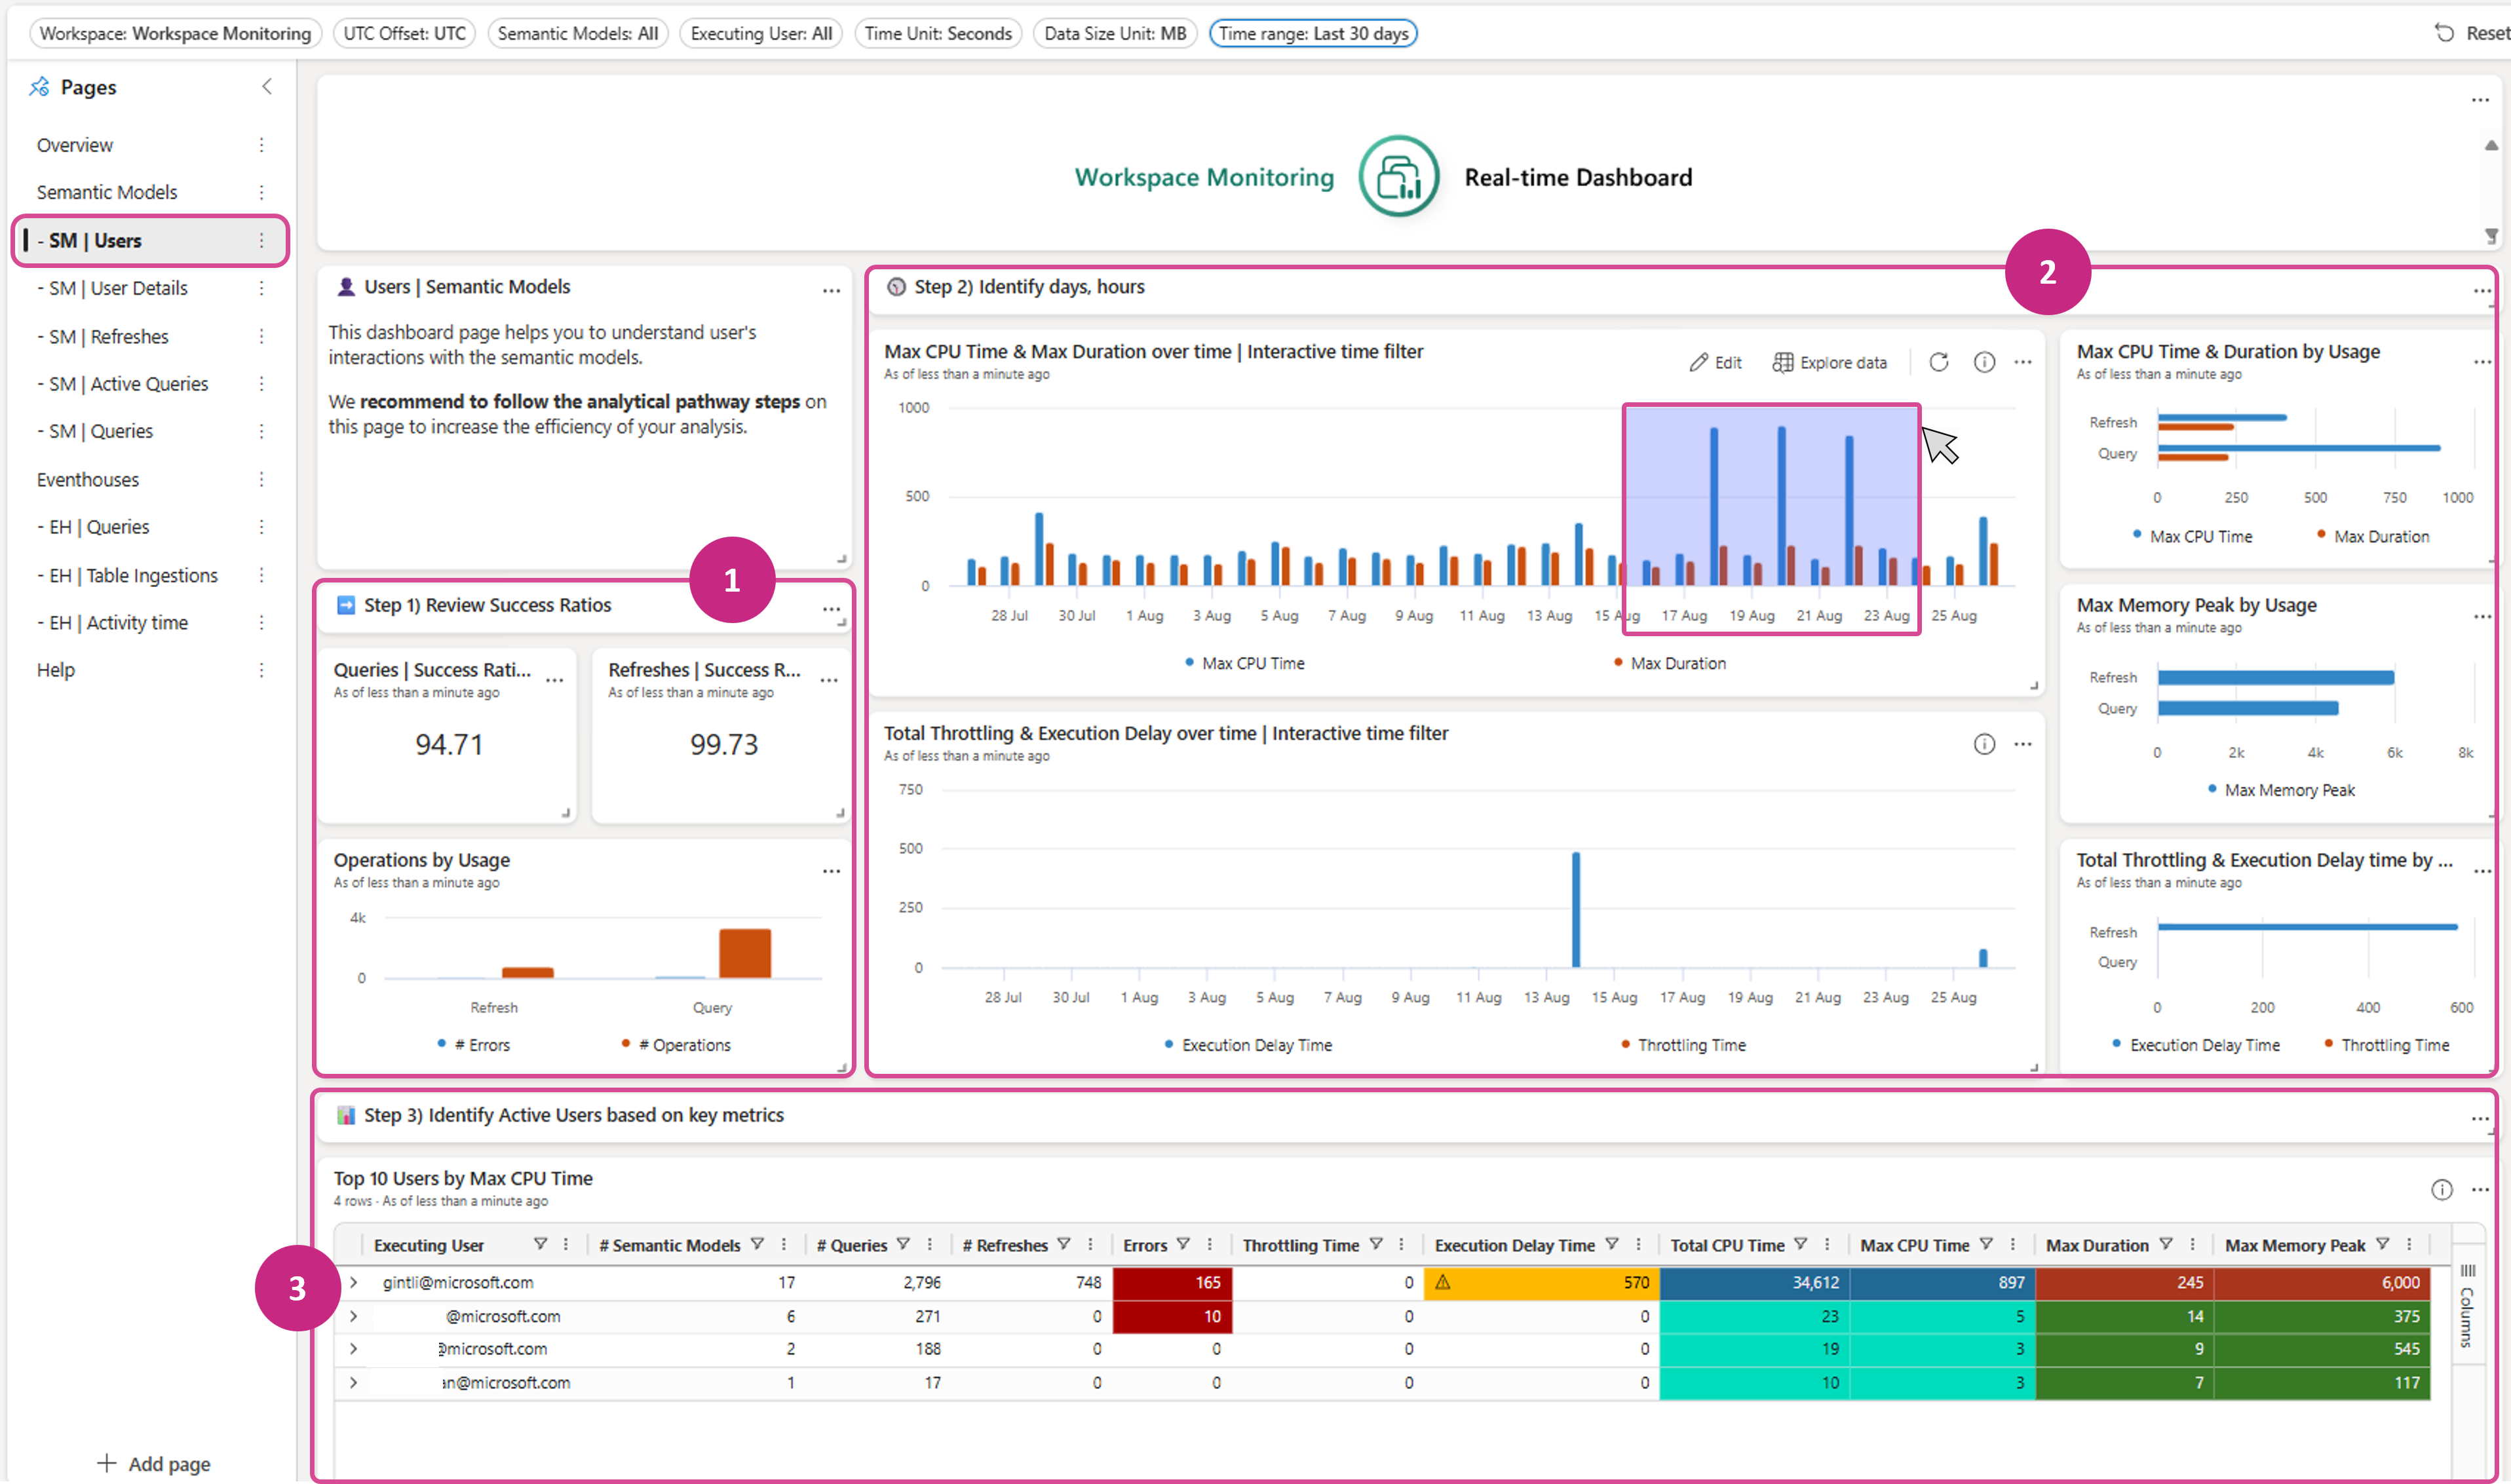 Workspace: Workspace Monitoring
UTC Offset: UTC
Semantic Models: All
Executing User: All
Time Unit: Seconds
Data Size Unit: MB
Time range: Last 30 days
Reset
Pages
Overview
Semantic Models
- SM | Users
- SM | User Details
- SM | Refreshes
- SM | Active Queries
- SM | Queries
Eventhouses
- EH | Queries
- EH | Table Ingestions
- EH | Activity time
Help
Add page
Workspace Monitoring
Real-time Dashboard
Users | Semantic Models
This dashboard page helps you to understand user's
interactions with the semantic models.
We recommend to follow the analytical pathway steps on
this page to increase the efficiency of your analysis.
1
Step 1) Review Success Ratios
Queries | Success Rati...
As of less than a minute ago
94.71
Refreshes | Success R...
As of less than a minute ago
99.73
Operations by Usage
As of less than a minute ago
4k
0
Refresh Query
# Errors # Operations
2
Step 2) Identify days, hours
Max CPU Time & Max Duration over time | Interactive time filter
As of less than a minute ago
Edit
Explore data
1000
500
0
28 Jul 30 Jul 1 Aug 3 Aug 5 Aug 7 Aug 9 Aug 11 Aug 13 Aug 15 Aug 17 Aug 19 Aug 21 Aug 23 Aug 25 Aug
Max CPU Time Max Duration
Total Throttling & Execution Delay over time | Interactive time filter
As of less than a minute ago
750
500
250
0
28 Jul 30 Jul 1 Aug 3 Aug 5 Aug 7 Aug 9 Aug 11 Aug 13 Aug 15 Aug 17 Aug 19 Aug 21 Aug 23 Aug 25 Aug
Execution Delay Time Throttling Time
Max CPU Time & Duration by Usage
As of less than a minute ago
Refresh
Query
0 250 500 750 1000
Max CPU Time Max Duration
Max Memory Peak by Usage
As of less than a minute ago
Refresh
Query
0 2k 4k 6k 8k
Max Memory Peak
Total Throttling & Execution Delay time by ...
As of less than a minute ago
Refresh
Query
0 200 400 600
Execution Delay Time Throttling Time
3
Step 3) Identify Active Users based on key metrics
Top 10 Users by Max CPU Time
4 rows · As of less than a minute ago
Executing User # Semantic Models # Queries # Refreshes Errors Throttling Time Execution Delay Time Total CPU Time Max CPU Time Max Duration Max Memory Peak
gintli@microsoft.com 17 2,796 748 165 0 570 34,612 897 245 6,000
@microsoft.com 6 271 0 10 0 0 23 5 14 375
@microsoft.com 2 188 0 0 0 0 19 3 9 545
an@microsoft.com 1 17 0 0 0 0 10 3 7 117
Columns